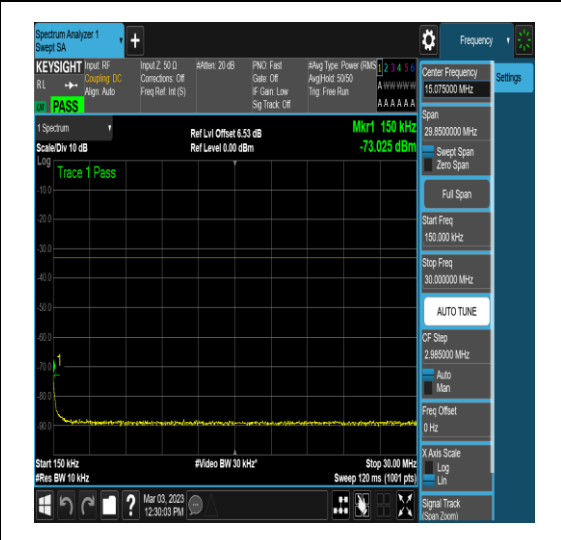 Spectrum Analyzer 1
Swept SA
Frequency
KEYSIGHT
RL
PASS
Input: RF
Coupling: DC
Align: Auto
Input Z: 50 Ω
Corrections: Off
Freq Ref: Int (S)
#Atten: 20 dB
PNO: Fast
Gate: Off
IF Gain: Low
Sig Track: Off
#Avg Type: Power (RMS
Avg|Hold: 50/50
Trig: Free Run
1 2 3 4 5 6
A W W W W W
A A A A A A
1 Spectrum
Scale/Div 10 dB
Ref Lvl Offset 6.53 dB
Ref Level 0.00 dBm
Mkr1 150 kHz
-73.025 dBm
Log
Trace 1 Pass
-10.0
-20.0
-30.0
-40.0
-50.0
-60.0
-70.0
-80.0
-90.0
1
Start 150 kHz
#Res BW 10 kHz
#Video BW 30 kHz*
Stop 30.00 MHz
Sweep 120 ms (1001 pts)
?
Mar 03, 2023
12:30:03 PM
Center Frequency
15.075000 MHz
Settings
Span
29.8500000 MHz
Swept Span
Zero Span
Full Span
Start Freq
150.000 kHz
Stop Freq
30.000000 MHz
AUTO TUNE
CF Step
2.985000 MHz
Auto
Man
Freq Offset
0 Hz
X Axis Scale
Log
Lin
Signal Track
(Span Zoom)